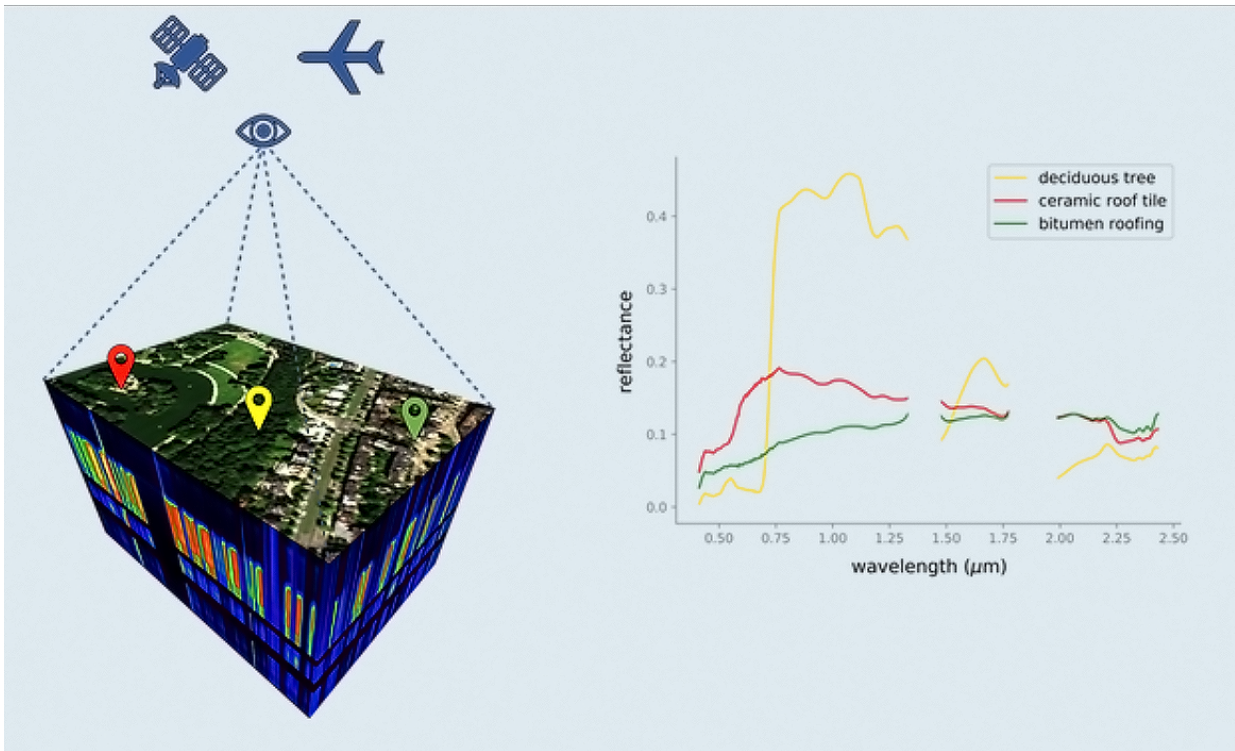 deciduous tree
ceramic roof tile
bitumen roofing
0.4
0.3
0.2
0.1
0.0
reflectance
0.50 0.75 1.00 1.25 1.50 1.75 2.00 2.25 2.50
wavelength (μm)